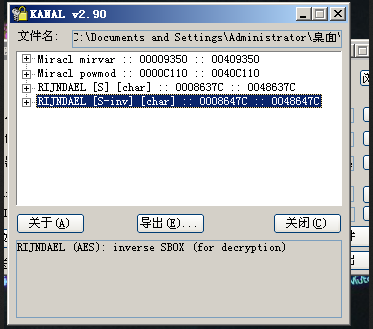 KANAL v2.90
文件名: C:\Documents and Settings\Administrator\桌面\
Miracl mirvar :: 00009350 :: 00409350
Miracl powmod :: 0000C110 :: 0040C110
RIJNDAEL [S] [char] :: 0008637C :: 0048637C
RIJNDAEL [S-inv] [char] :: 0008647C :: 0048647C
关于(A) 导出(E)... 关闭(C)
RIJNDAEL (AES): inverse SBOX (for decryption)